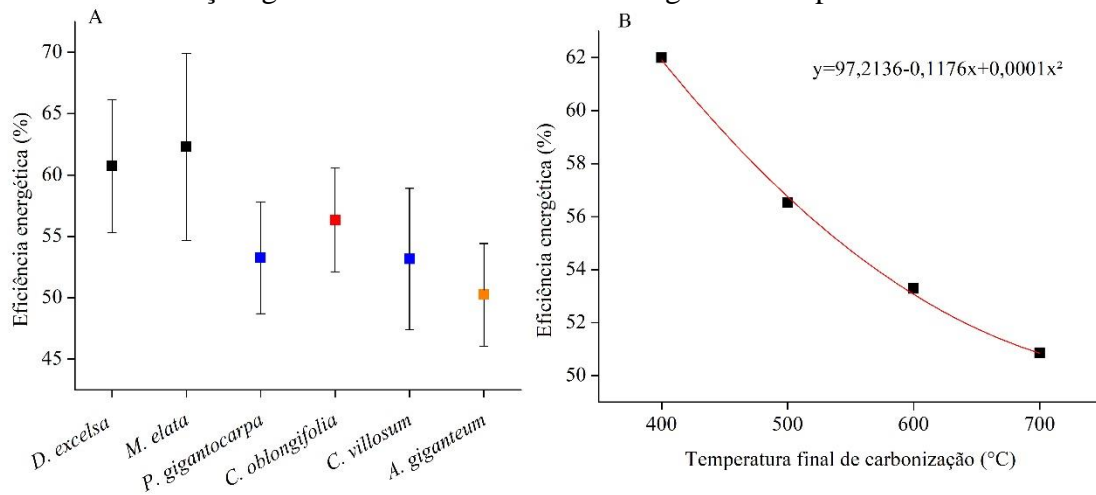 A
Eficiência energética (%)
70
65
60
55
50
45
D. excelsa
M. elata
P. gigantocarpa
C. oblongifolia
C. villosum
A. giganteum
B
y=97,2136-0,1176x+0,0001x²
Eficiência energética (%)
62
60
58
56
54
52
50
400
500
600
700
Temperatura final de carbonização (°C)